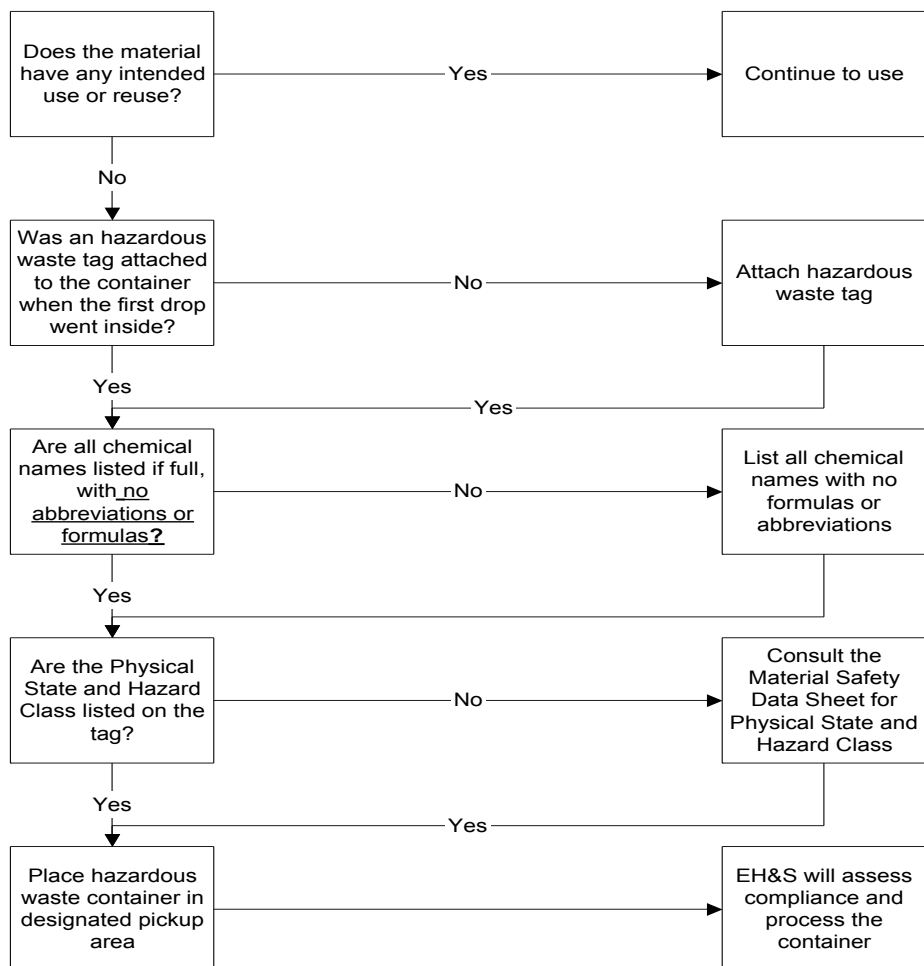 Does the material
have any intended
use or reuse?
Yes
Continue to use
No
Was an hazardous
waste tag attached
to the container
when the first drop
went inside?
No
Attach hazardous
waste tag
Yes
Yes
Are all chemical
names listed if full,
with no
abbreviations or
formulas?
No
List all chemical
names with no
formulas or
abbreviations
Yes
Are the Physical
State and Hazard
Class listed on the
tag?
No
Consult the
Material Safety
Data Sheet for
Physical State and
Hazard Class
Yes
Yes
Place hazardous
waste container in
designated pickup
area
EH&S will assess
compliance and
process the
container